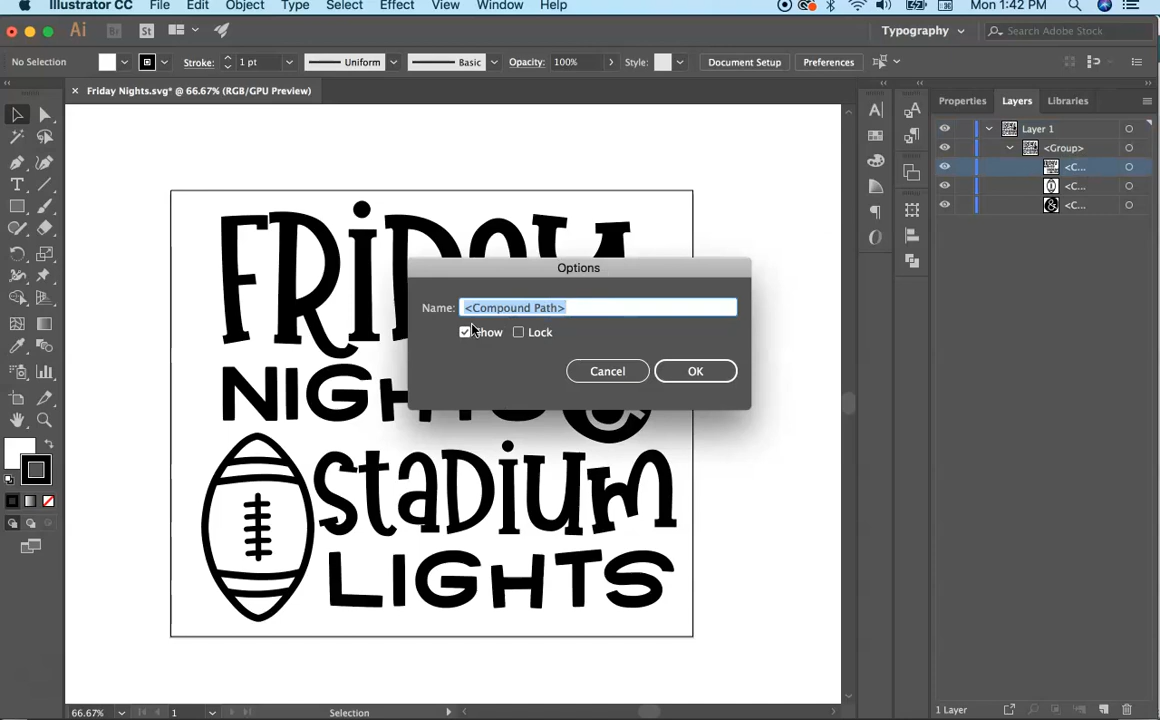 Illustrator CC File Edit Object Type Select Effect View Window Help Mon 1:42 PM
Ai Br St Typography Search Adobe Stock
No Selection Stroke: 1 pt Uniform Basic Opacity: 100% Style: Document Setup Preferences
× Friday Nights.svg* @ 66.67% (RGB/GPU Preview)
Properties Layers Libraries
Layer 1
<Group>
<C...
<C...
<C...
FRiDAY
Options
Name: <Compound Path>
Show Lock
Cancel OK
NIGHTS &
StaDiUm
LIGHTS
66.67% 1 Selection 1 Layer